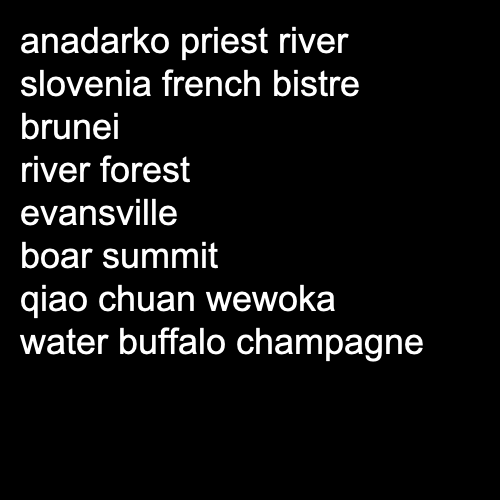 anadarko priest river
slovenia french bistre
brunei
river forest
evansville
boar summit
qiao chuan wewoka
water buffalo champagne